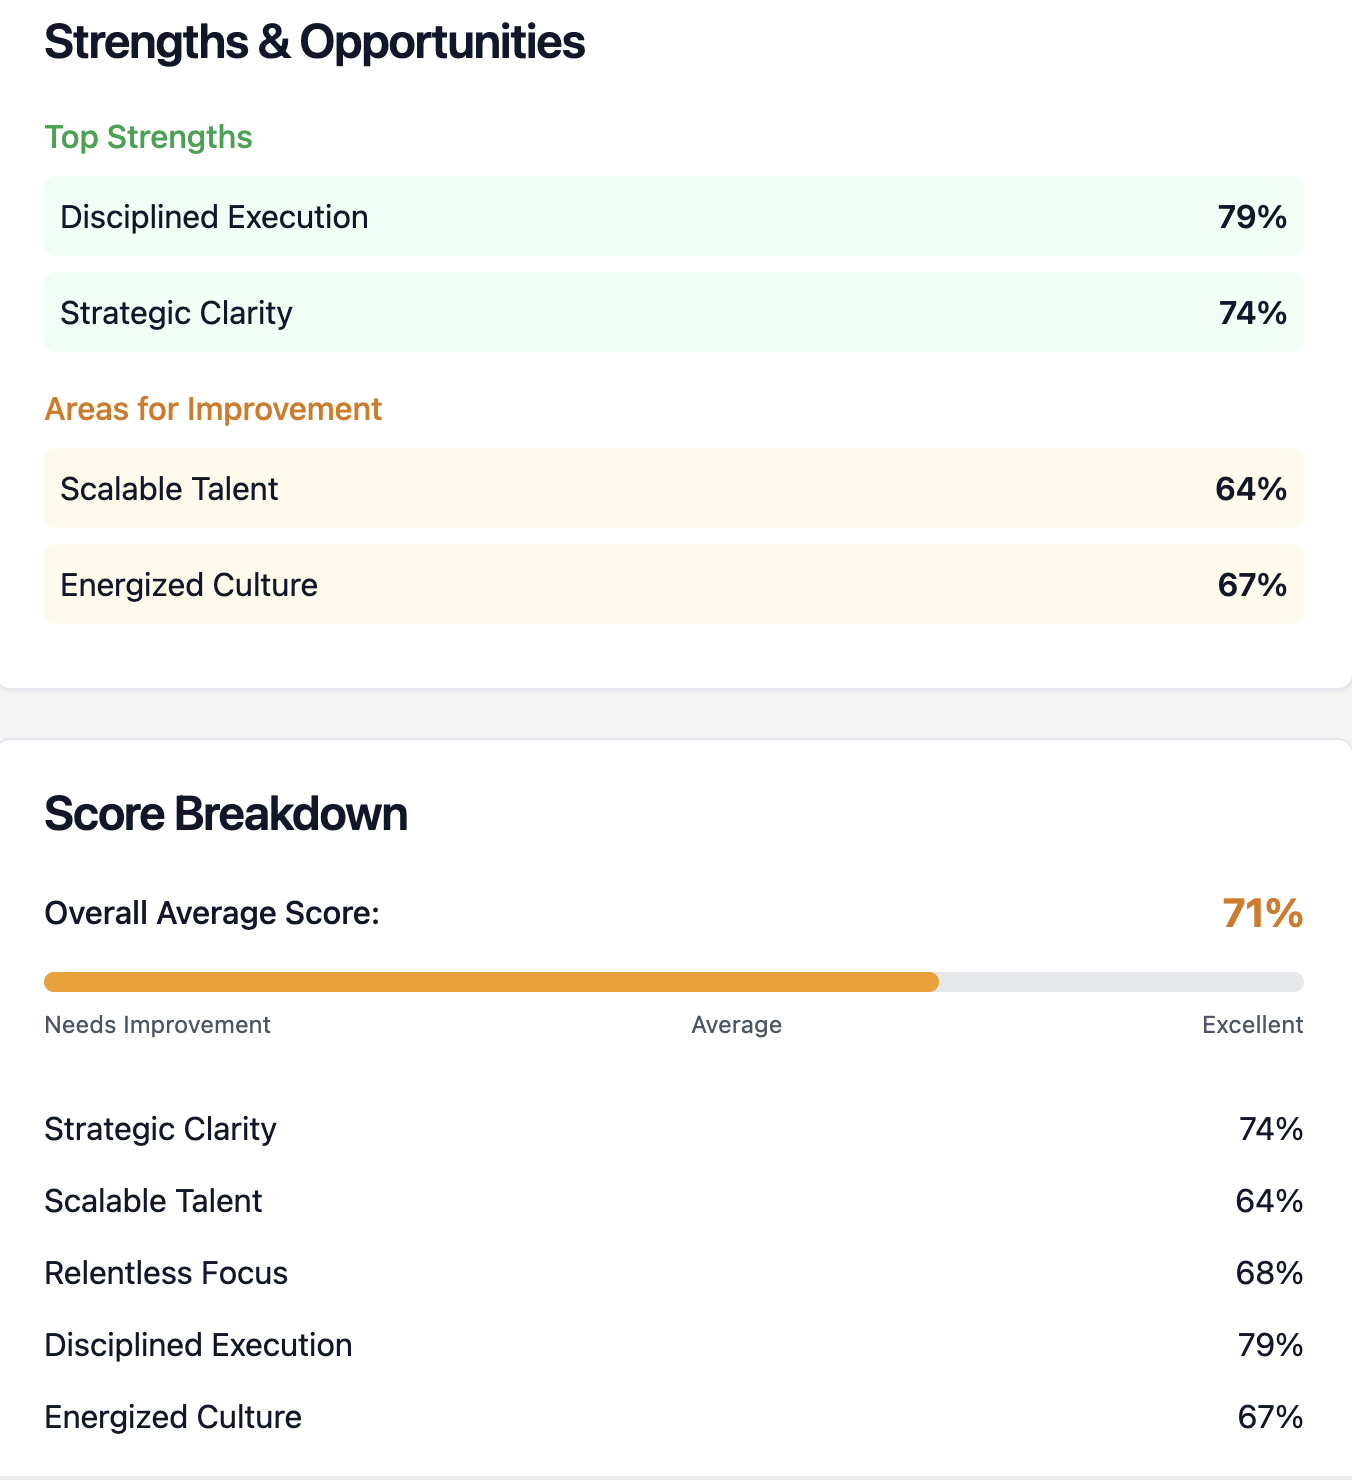 Strengths & Opportunities
Top Strengths
Disciplined Execution 79%
Strategic Clarity 74%
Areas for Improvement
Scalable Talent 64%
Energized Culture 67%
Score Breakdown
Overall Average Score: 71%
Needs Improvement Average Excellent
Strategic Clarity 74%
Scalable Talent 64%
Relentless Focus 68%
Disciplined Execution 79%
Energized Culture 67%